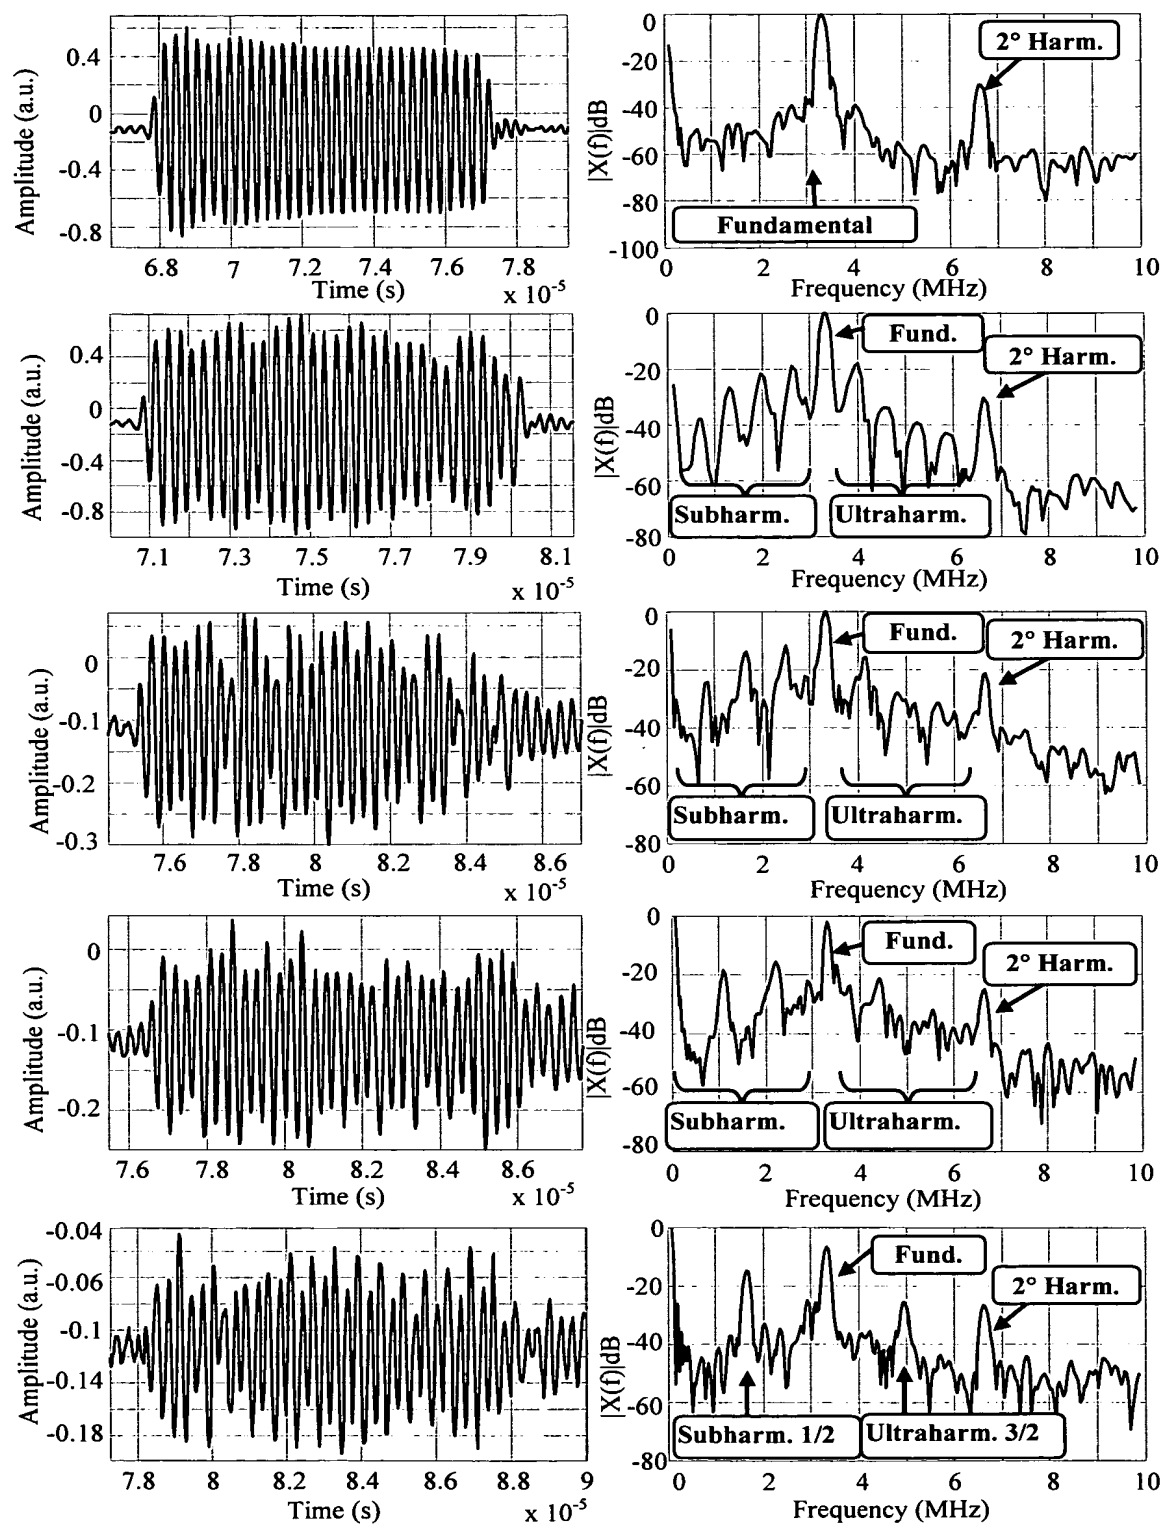 0.4
0
-0.4
-0.8
Amplitude (a.u.)
6.8 7 7.2 7.4 7.6 7.8
Time (s)
x 10-5
0
-20
-40
-60
-80
-100
|X(f)|dB
2° Harm.
Fundamental
0 2 4 6 8 10
Frequency (MHz)
0.4
0
-0.4
-0.8
Amplitude (a.u.)
7.1 7.3 7.5 7.7 7.9 8.1
Time (s)
x 10-5
0
-20
-40
-60
-80
|X(f)|dB
Fund.
2° Harm.
Subharm.
Ultraharm.
0 2 4 6 8 10
Frequency (MHz)
0
-0.1
-0.2
-0.3
Amplitude (a.u.)
7.6 7.8 8 8.2 8.4 8.6
Time (s)
x 10-5
0
-20
-40
-60
-80
|X(f)|dB
Fund.
2° Harm.
Subharm.
Ultraharm.
0 2 4 6 8 10
Frequency (MHz)
0
-0.1
-0.2
Amplitude (a.u.)
7.6 7.8 8 8.2 8.4 8.6
Time (s)
x 10-5
0
-20
-40
-60
-80
|X(f)|dB
Fund.
2° Harm.
Subharm.
Ultraharm.
0 2 4 6 8 10
Frequency (MHz)
-0.04
-0.06
-0.1
-0.14
-0.18
Amplitude (a.u.)
7.8 8 8.2 8.4 8.6 8.8 9
Time (s)
x 10-5
0
-20
-40
-60
-80
|X(f)|dB
Fund.
2° Harm.
Subharm. 1/2
Ultraharm. 3/2
0 2 4 6 8 10
Frequency (MHz)